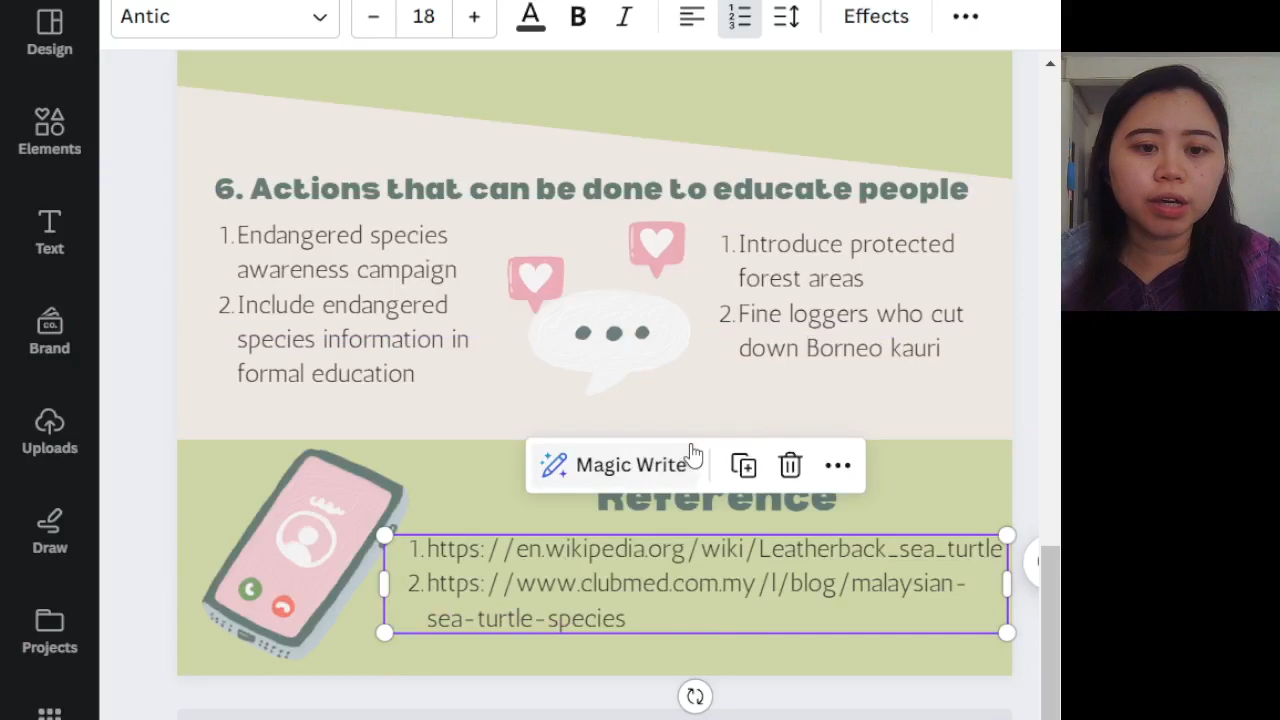 Antic
18
A
B
I
Effects
Design
Elements
Text
CO.
Brand
Uploads
Draw
Projects
6. Actions that can be done to educate people
1. Endangered species
awareness campaign
2. Include endangered
species information in
formal education
1. Introduce protected
forest areas
2. Fine loggers who cut
down Borneo kauri
Magic Write
Reference
1. https://en.wikipedia.org/wiki/Leatherback_sea_turtle
2. https://www.clubmed.com.my/l/blog/malaysian-
sea-turtle-species